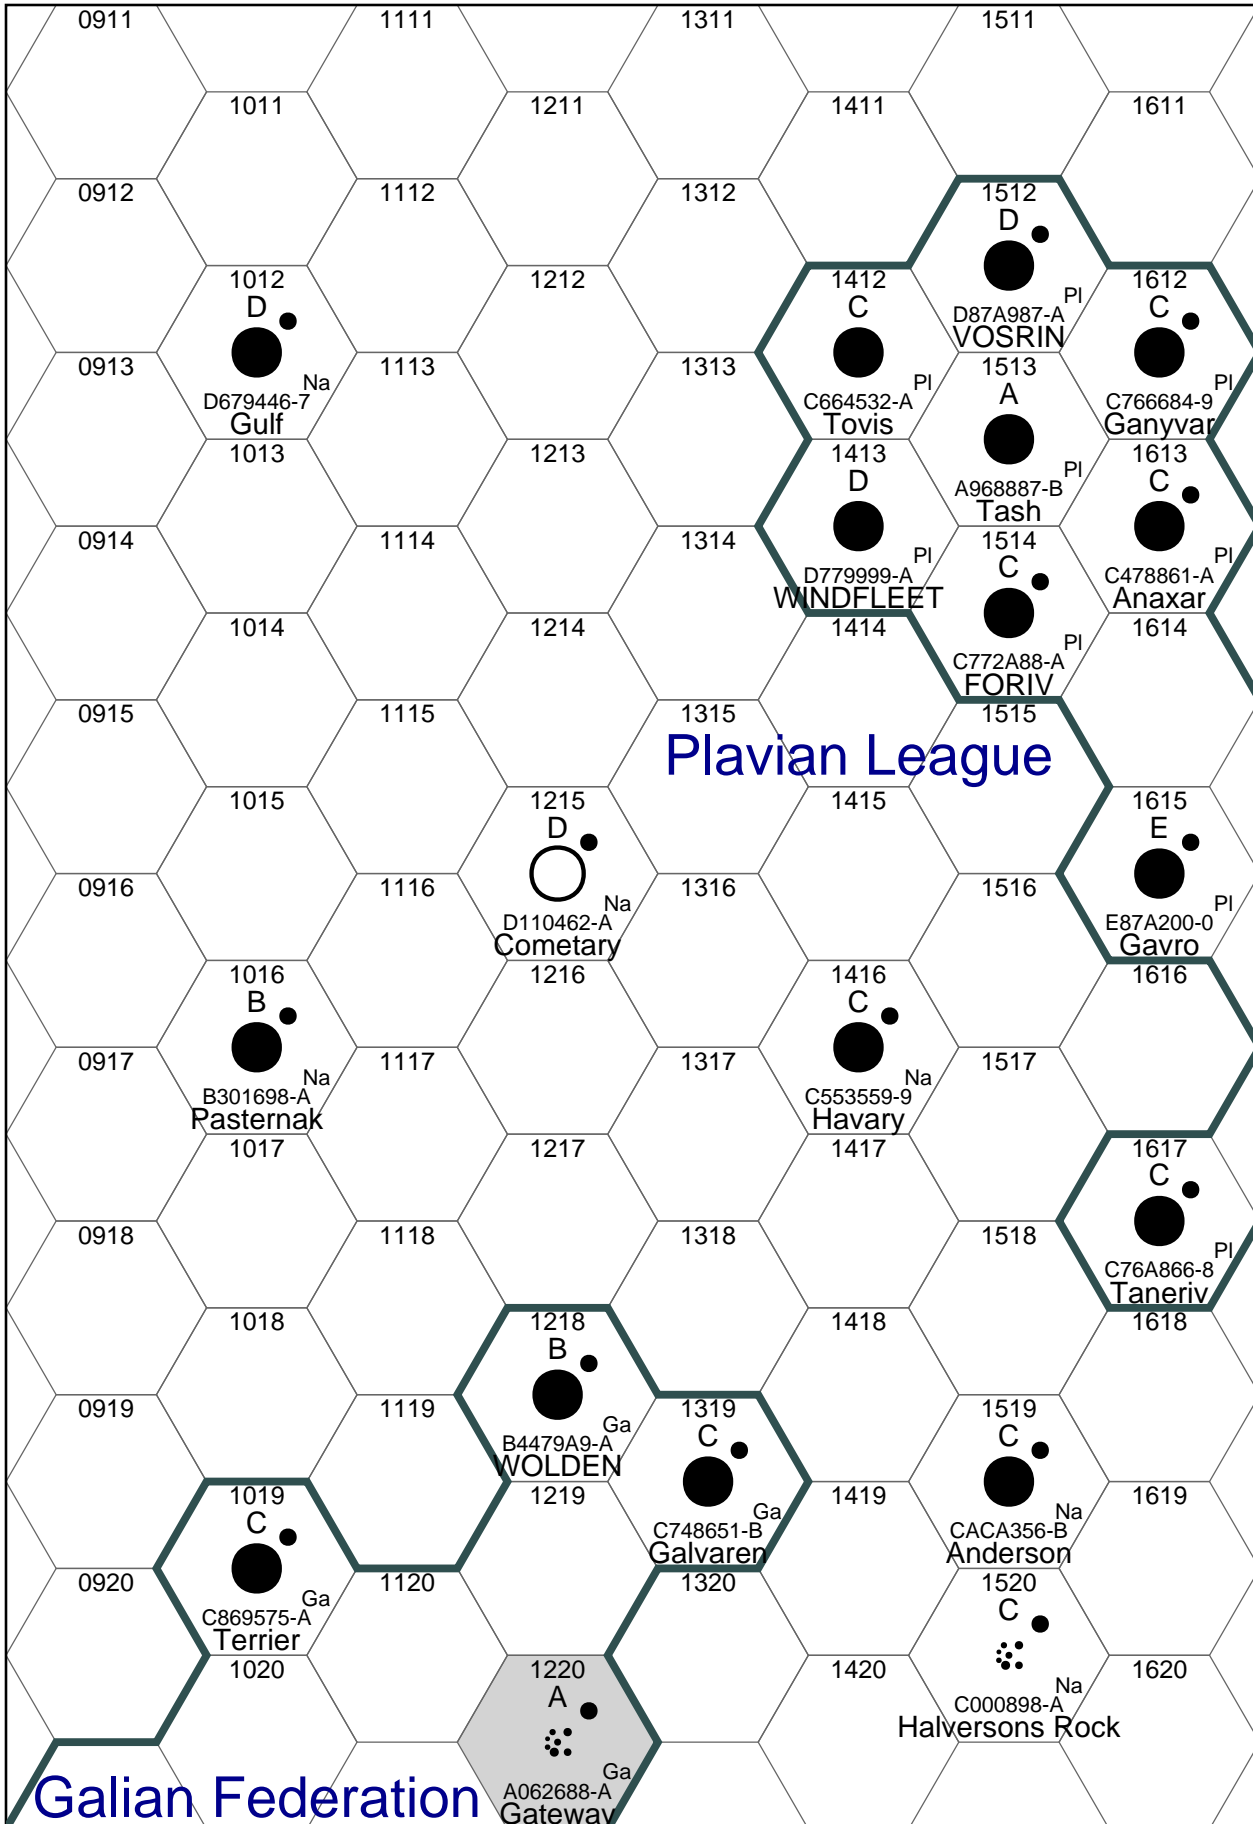 0911
1111
1311
1511
1011
1211
1411
1611
0912
1112
1312
1512
D
Pl
D87A987-A
VOSRIN
1012
D
Na
D679446-7
Gulf
1212
1412
C
Pl
C664532-A
Tovis
1612
C
Pl
C766684-9
Ganyvar
0913
1113
1313
1513
A
Pl
A968887-B
Tash
1013
1213
1413
D
Pl
D779999-A
WINDFLEET
1613
C
Pl
C478861-A
Anaxar
0914
1114
1314
1514
C
Pl
C772A88-A
FORIV
1014
1214
1414
1614
0915
1115
1315
1515
Plavian League
1015
1215
D
Na
D110462-A
Cometary
1415
1615
E
Pl
E87A200-0
Gavro
0916
1116
1316
1516
1016
B
Na
B301698-A
Pasternak
1216
1416
C
Na
C553559-9
Havary
1616
0917
1117
1317
1517
1017
1217
1417
1617
C
Pl
C76A866-8
Taneriv
0918
1118
1318
1518
1018
1218
B
Ga
B4479A9-A
WOLDEN
1418
1618
0919
1119
1319
C
Ga
C748651-B
Galvaren
1519
C
Na
CACA356-B
Anderson
1019
C
Ga
C869575-A
Terrier
1219
1419
1619
0920
1120
1320
1520
C
Na
C000898-A
Halversons Rock
1020
1220
A
Ga
A062688-A
Gateway
1420
1620
Galian Federation